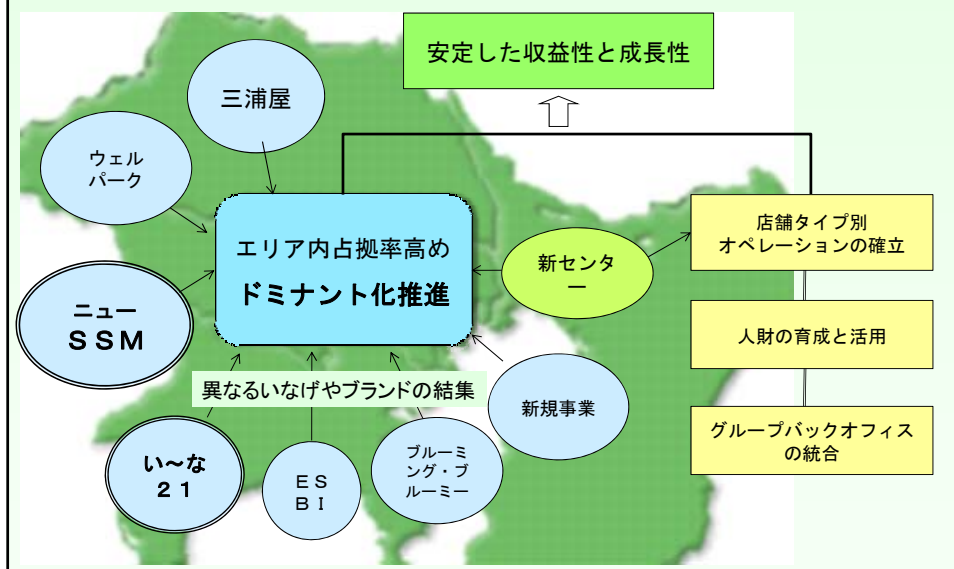 安定した収益性と成長性
三浦屋
ウェル
パーク
エリア内占拠率高め
ドミナント化推進
新センタ
ー
店舗タイプ別
オペレーションの確立
ニュー
ＳＳＭ
人財の育成と活用
異なるいなげやブランドの結集
新規事業
グループバックオフィス
の統合
い～な
２１
ＥＳ
ＢＩ
ブルーミ
ング・ブ
ルーミー